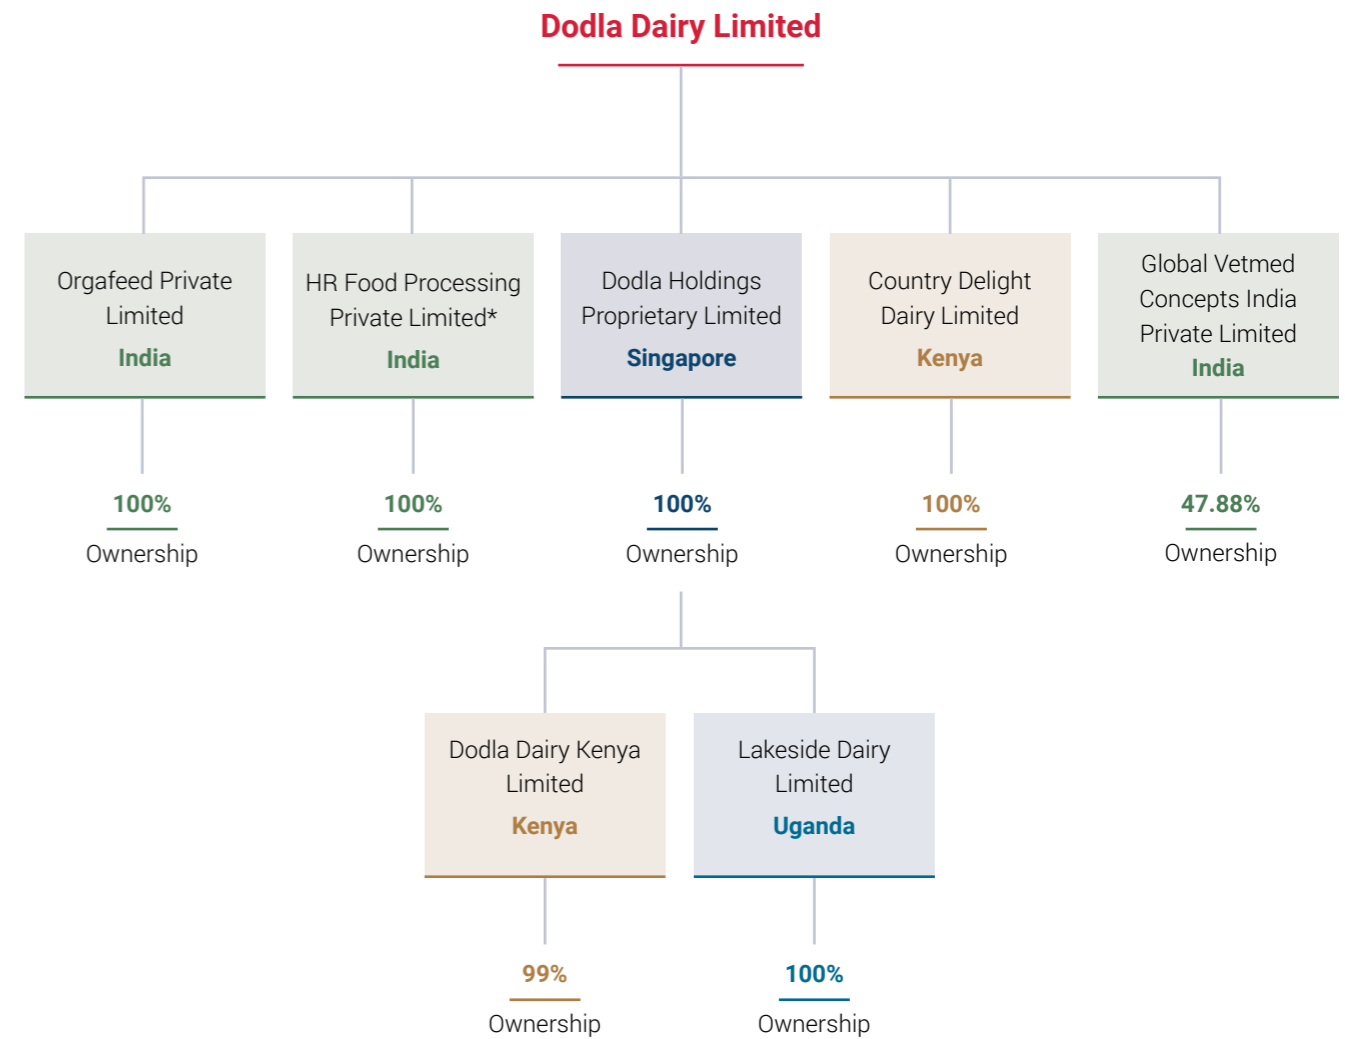 Dodla Dairy Limited
Orgafeed Private
Limited
India
HR Food Processing
Private Limited*
India
Dodla Holdings
Proprietary Limited
Singapore
Country Delight
Dairy Limited
Kenya
Global Vetmed
Concepts India
Private Limited
India
100%
Ownership
100%
Ownership
100%
Ownership
100%
Ownership
47.88%
Ownership
Dodla Dairy Kenya
Limited
Kenya
Lakeside Dairy
Limited
Uganda
99%
Ownership
100%
Ownership